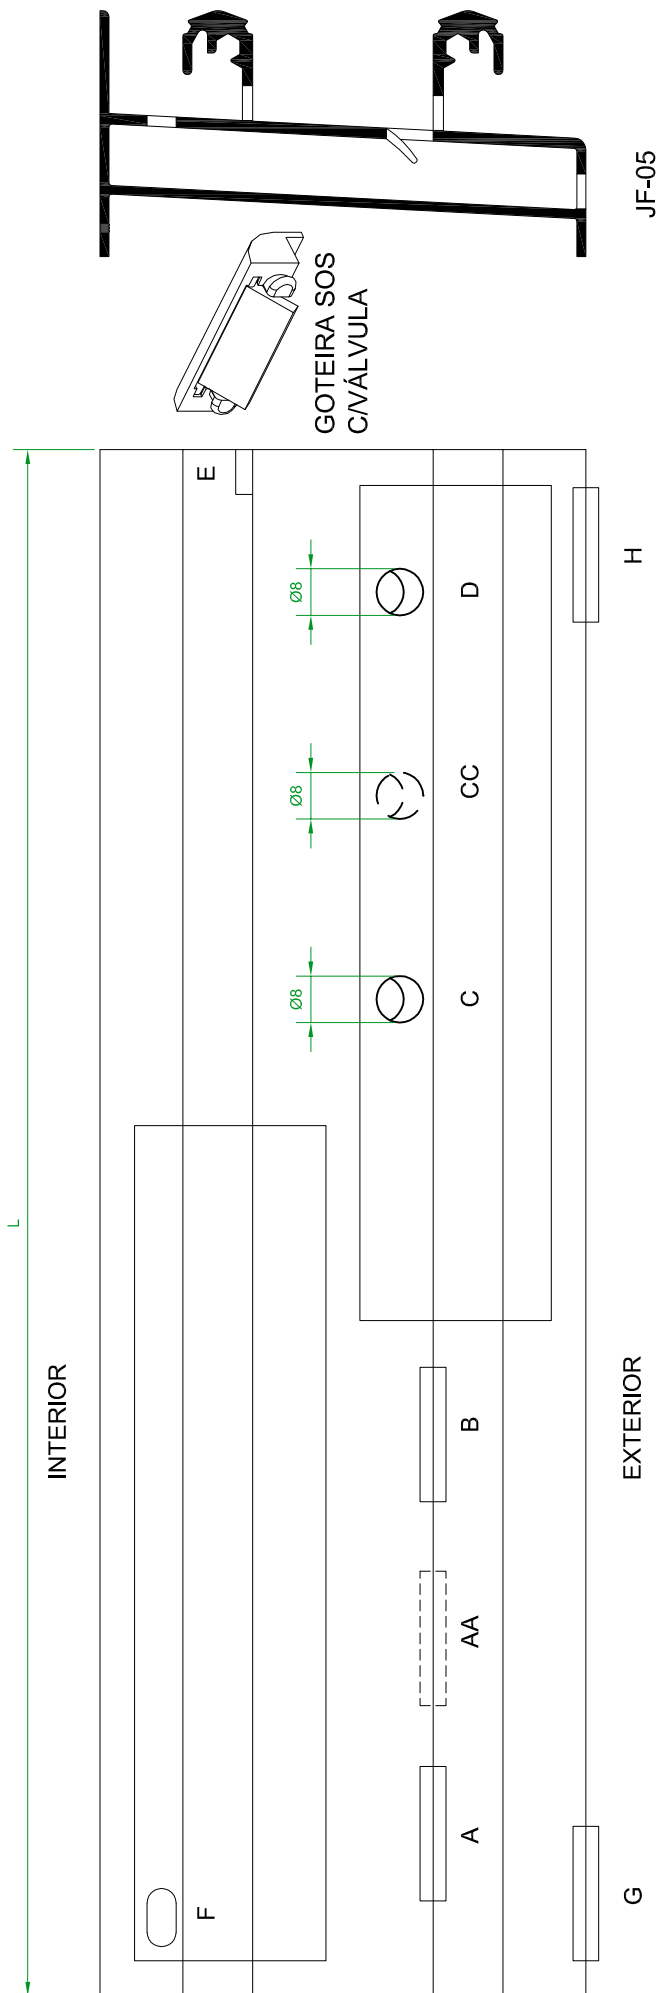 JF-05
GOTEIRA SOS
C/VÁLVULA
L
INTERIOR
EXTERIOR
E
F
Ø8
Ø8
Ø8
A
AA
B
C
CC
D
G
H